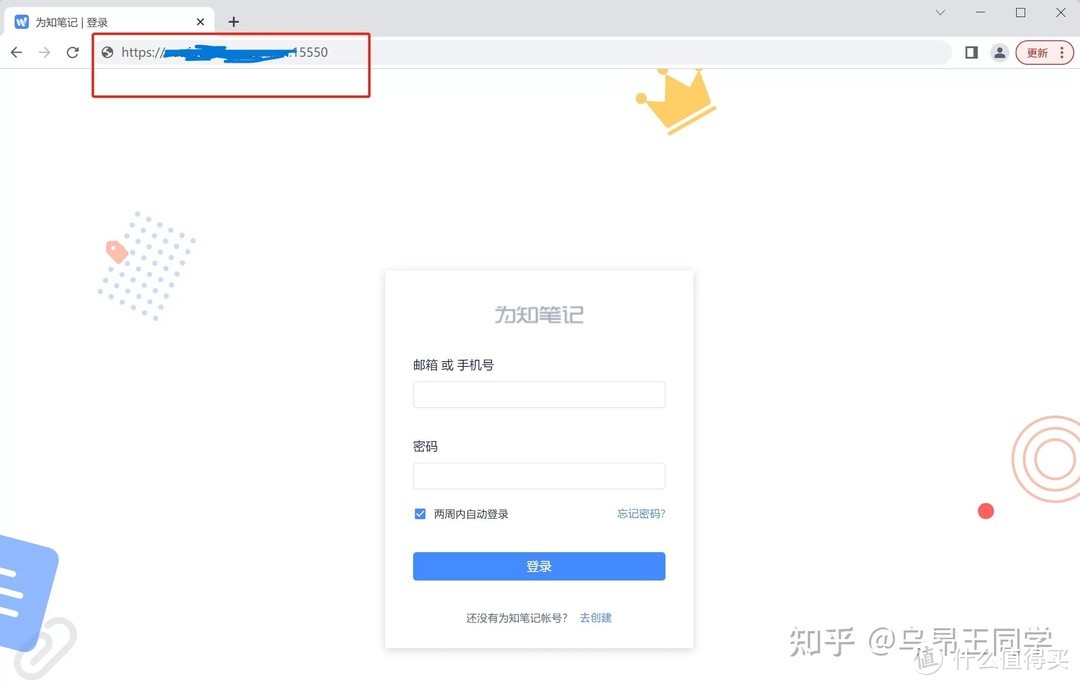 为知笔记 | 登录
更新
https://
15550
为知笔记
邮箱 或 手机号
密码
两周内自动登录
忘记密码?
登录
还没有为知笔记帐号? 去创建
知乎 @乌昂王同学
值 什么值得买